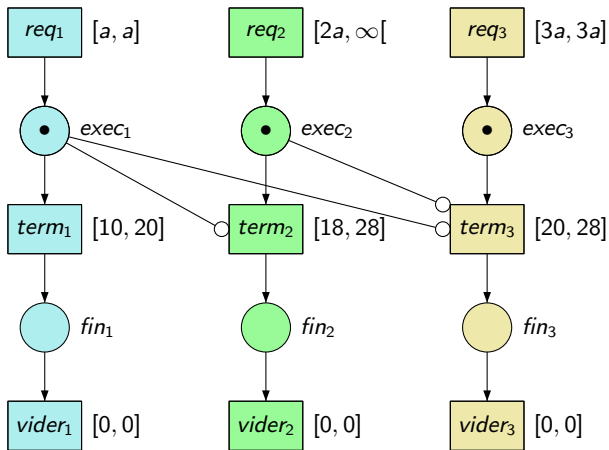 req₁ [a, a] req₂ [2a, ∞[ req₃ [3a, 3a]
exec₁ exec₂ exec₃
term₁ [10, 20] term₂ [18, 28] term₃ [20, 28]
fin₁ fin₂ fin₃
vider₁ [0, 0] vider₂ [0, 0] vider₃ [0, 0]